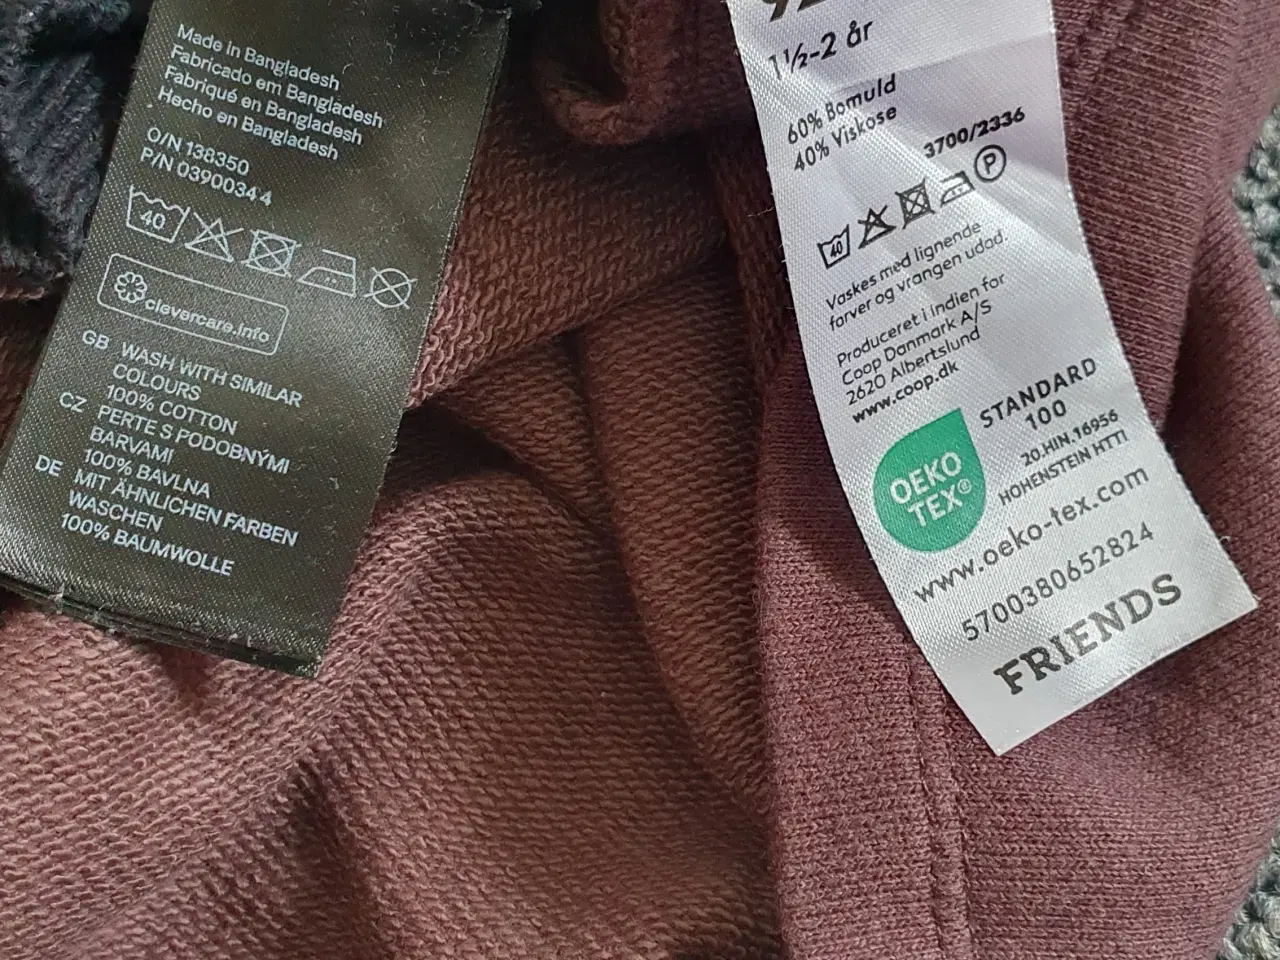 Made in Bangladesh
Fabricado em Bangladesh
Fabriqué en Bangladesh
Hecho en Bangladesh
O/N 138350
P/N 0390034 4
40
clevercare.info
GB WASH WITH SIMILAR
COLOURS
100% COTTON
CZ PERTE S PODOBNÝMI
BARVAMI
100% BAVLNA
DE MIT ÄHNLICHEN FARBEN
WASCHEN
100% BAUMWOLLE
1½-2 år
60% Bomuld
40% Viskose
3700/2336
40 P
Vaskes med lignende
farver og vrangen udad.
Produceret i Indien for
Coop Danmark A/S
2620 Albertslund
www.coop.dk
STANDARD
100
OEKO
TEX®
20.HIN.16956
HOHENSTEIN HTTI
www.oeko-tex.com
5700380652824
FRIENDS